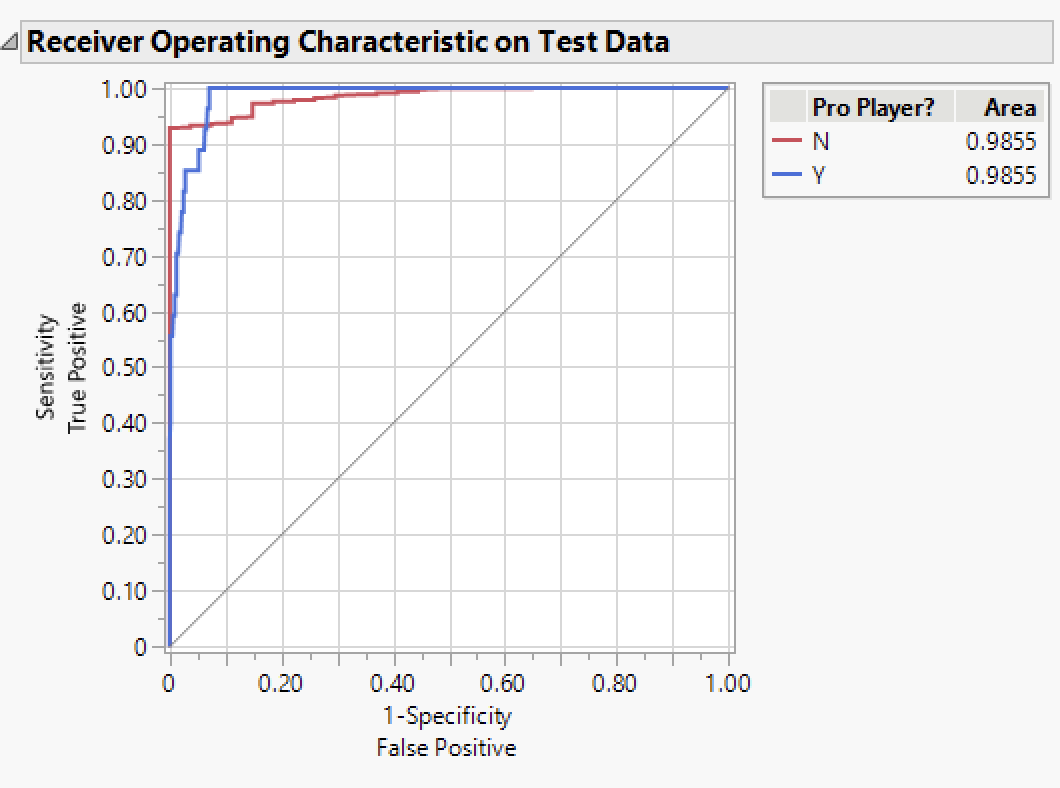 Receiver Operating Characteristic on Test Data
1.00
0.90
0.80
0.70
0.60
0.50
0.40
0.30
0.20
0.10
0
Sensitivity
True Positive
0 0.20 0.40 0.60 0.80 1.00
1-Specificity
False Positive
Pro Player? Area
N 0.9855
Y 0.9855